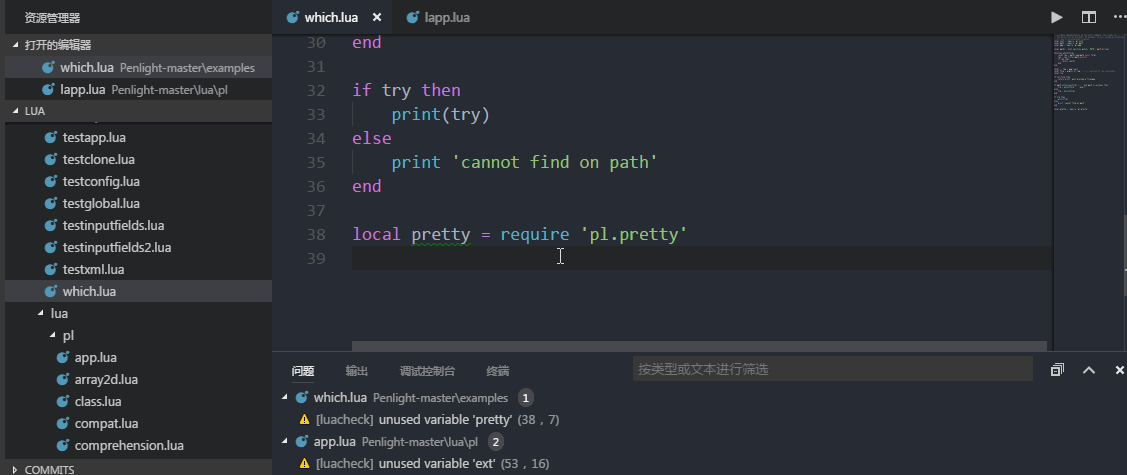 资源管理器
打开的编辑器
which.lua Penlight-master\examples
lapp.lua Penlight-master\lua\pl
LUA
testapp.lua
testclone.lua
testconfig.lua
testglobal.lua
testinputfields.lua
testinputfields2.lua
testxml.lua
which.lua
lua
pl
app.lua
array2d.lua
class.lua
compat.lua
comprehension.lua
COMMITS
which.lua
lapp.lua
30 end
31
32 if try then
33 print(try)
34 else
35 print 'cannot find on path'
36 end
37
38 local pretty = require 'pl.pretty'
39
问题 输出 调试控制台 终端 按类型或文本进行筛选
which.lua Penlight-master\examples 1
[luacheck] unused variable 'pretty' (38 , 7)
app.lua Penlight-master\lua\pl 2
[luacheck] unused variable 'ext' (53 , 16)